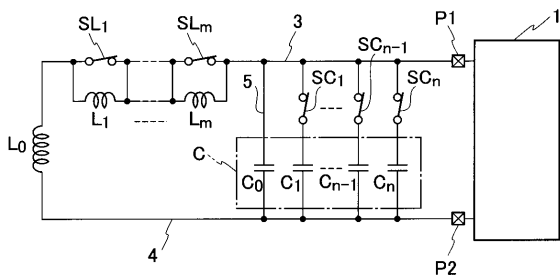 SL1 SLm 3 P1 1
SCn-1
SC1 SCn
5
L1 Lm
C
L0
C0 C1 Cn-1 Cn
4
P2